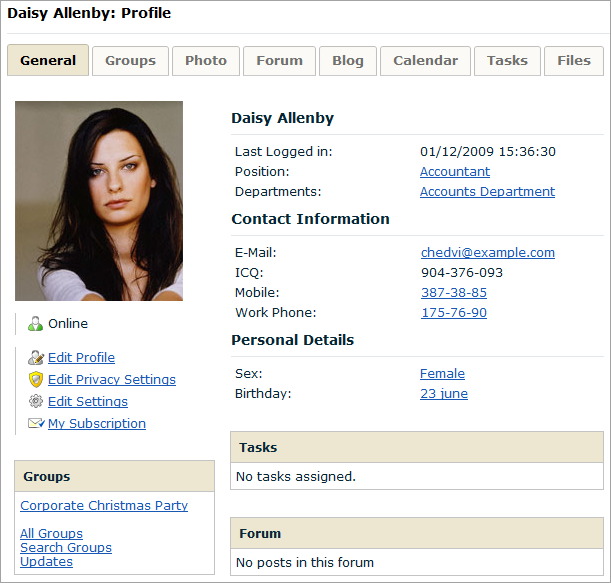 Daisy Allenby: Profile
General Groups Photo Forum Blog Calendar Tasks Files
Daisy Allenby
Last Logged in: 01/12/2009 15:36:30
Position: Accountant
Departments: Accounts Department
Contact Information
E-Mail: chedvi@example.com
ICQ: 904-376-093
Mobile: 387-38-85
Work Phone: 175-76-90
Personal Details
Sex: Female
Birthday: 23 june
Online
Edit Profile
Edit Privacy Settings
Edit Settings
My Subscription
Groups
Corporate Christmas Party
All Groups
Search Groups
Updates
Tasks
No tasks assigned.
Forum
No posts in this forum